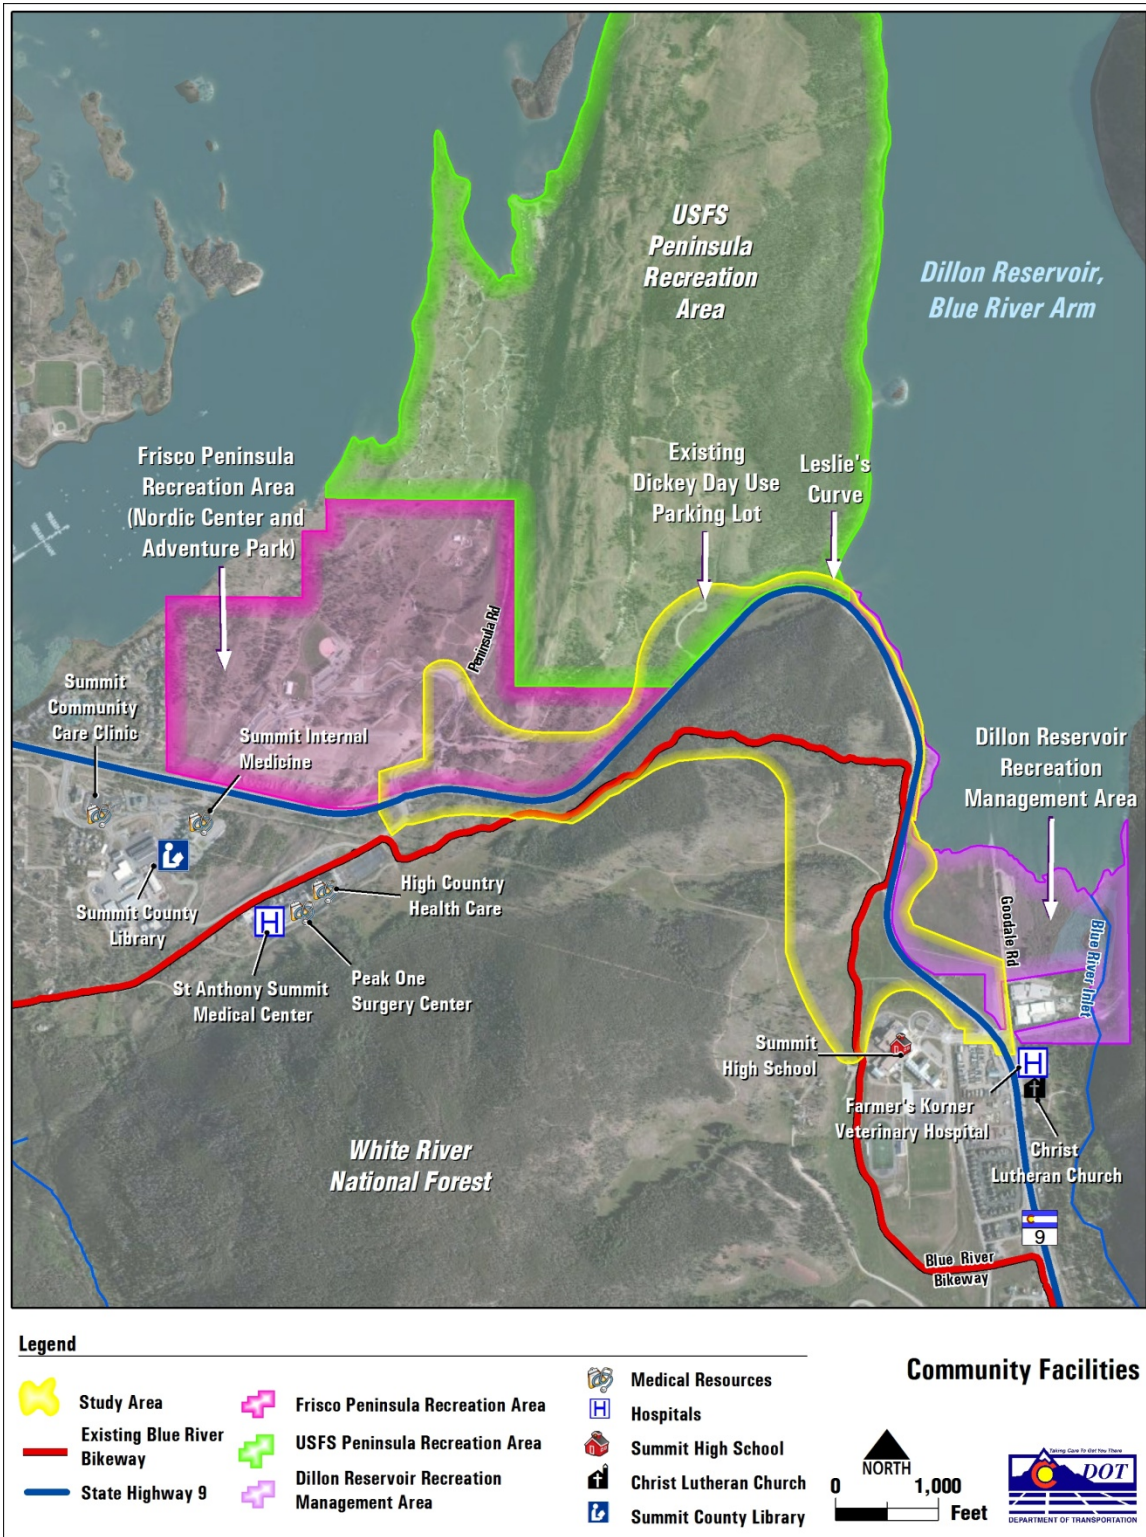 USFS
Peninsula
Recreation
Area
Dillon Reservoir,
Blue River Arm
Frisco Peninsula
Recreation Area
(Nordic Center and
Adventure Park)
Existing
Dickey Day Use
Parking Lot
Leslie's
Curve
Peninsula Rd
Summit
Community
Care Clinic
Summit Internal
Medicine
Dillon Reservoir
Recreation
Management Area
Summit County
Library
High Country
Health Care
H
St Anthony Summit
Medical Center
Peak One
Surgery Center
Goodale Rd
Blue River Inlet
Summit
High School
H
Farmer's Korner
Veterinary Hospital
Christ
Lutheran Church
White River
National Forest
9
Blue River
Bikeway
Legend
Study Area
Existing Blue River
Bikeway
State Highway 9
Frisco Peninsula Recreation Area
USFS Peninsula Recreation Area
Dillon Reservoir Recreation
Management Area
Medical Resources
H
Hospitals
Summit High School
Christ Lutheran Church
Summit County Library
Community Facilities
NORTH
0 1,000
Feet
Taking Care To Get You There
DOT
DEPARTMENT OF TRANSPORTATION